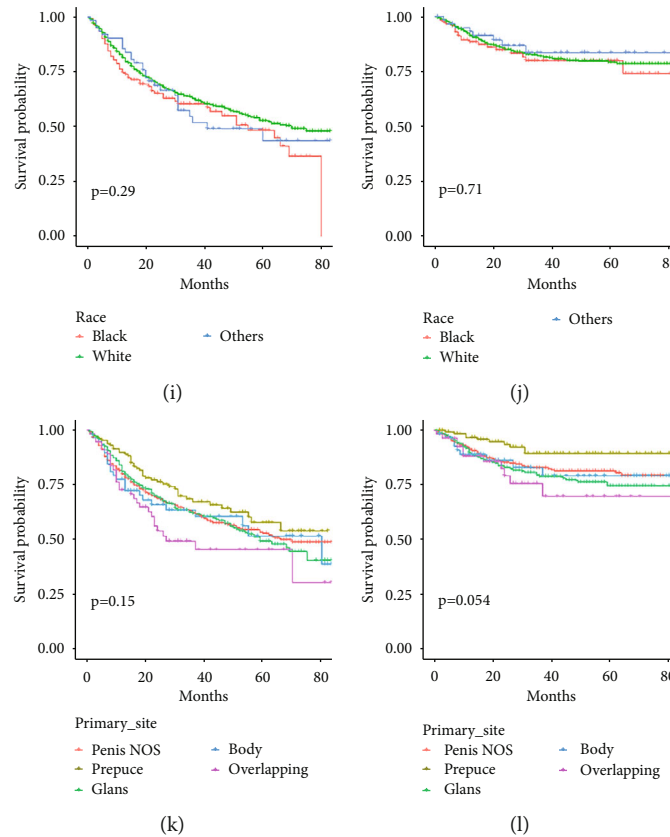 1.00
0.75
0.50
0.25
0.00
Survival probability
p=0.29
0 20 40 60 80
Months
Race
Black
White
Others
(i)
1.00
0.75
0.50
0.25
0.00
Survival probability
p=0.71
0 20 40 60 80
Months
Race
Black
White
Others
(j)
1.00
0.75
0.50
0.25
0.00
Survival probability
p=0.15
0 20 40 60 80
Months
Primary_site
Penis NOS
Prepuce
Glans
Body
Overlapping
(k)
1.00
0.75
0.50
0.25
0.00
Survival probability
p=0.054
0 20 40 60 80
Months
Primary_site
Penis NOS
Prepuce
Glans
Body
Overlapping
(l)